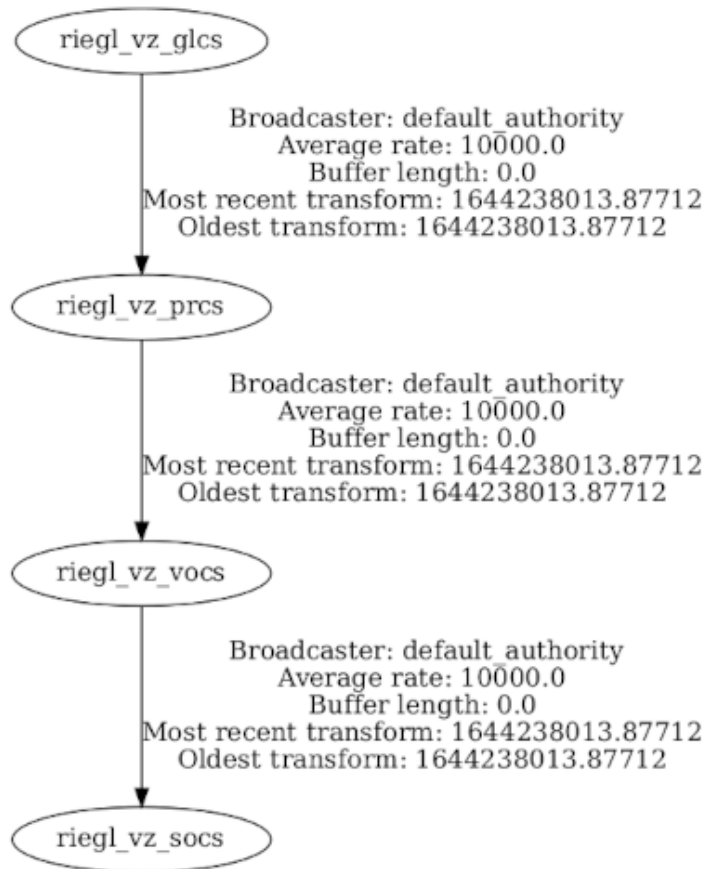 riegl_vz_glcs
Broadcaster: default_authority
Average rate: 10000.0
Buffer length: 0.0
Most recent transform: 1644238013.87712
Oldest transform: 1644238013.87712
riegl_vz_prcs
Broadcaster: default_authority
Average rate: 10000.0
Buffer length: 0.0
Most recent transform: 1644238013.87712
Oldest transform: 1644238013.87712
riegl_vz_vocs
Broadcaster: default_authority
Average rate: 10000.0
Buffer length: 0.0
Most recent transform: 1644238013.87712
Oldest transform: 1644238013.87712
riegl_vz_socs